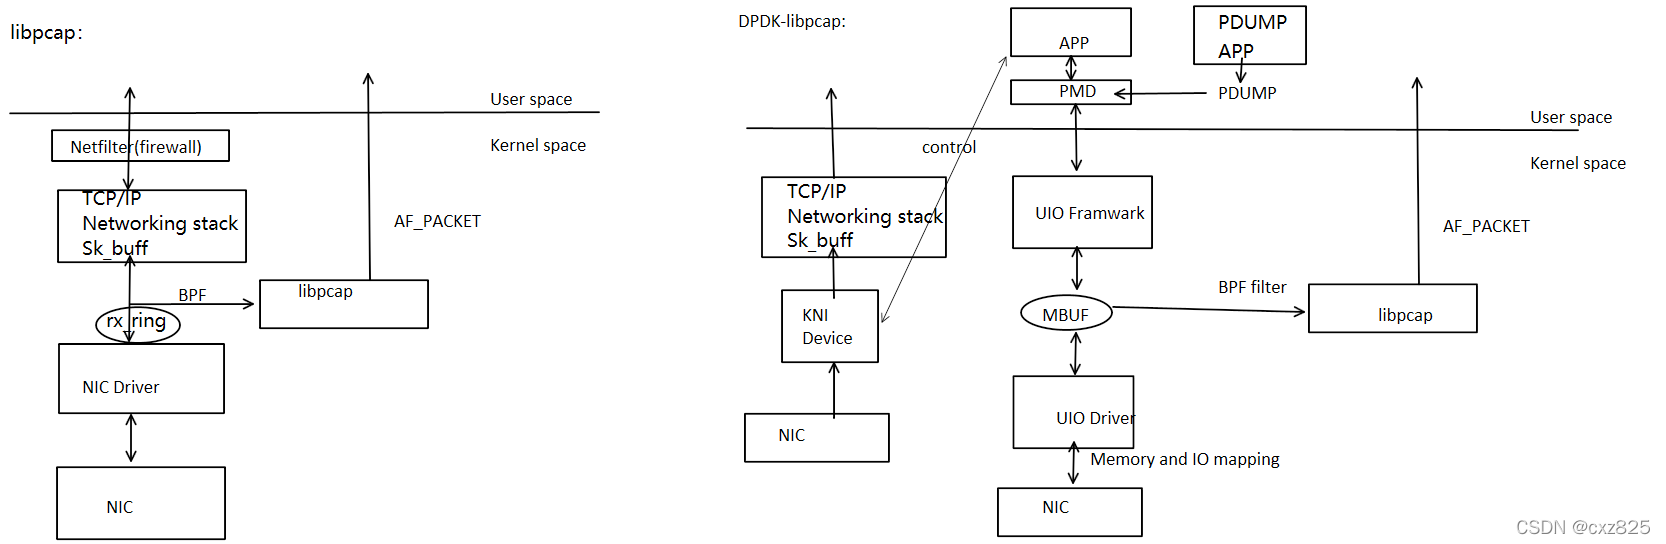 libpcap:
User space
Kernel space
Netfilter(firewall)
TCP/IP
Networking stack
Sk_buff
AF_PACKET
BPF
libpcap
rx_ring
NIC Driver
NIC
DPDK-libpcap:
APP
PDUMP
APP
PMD
PDUMP
User space
control
Kernel space
TCP/IP
Networking stack
Sk_buff
UIO Framwark
AF_PACKET
BPF filter
KNI
Device
MBUF
libpcap
NIC
UIO Driver
Memory and IO mapping
NIC
CSDN @cxz825